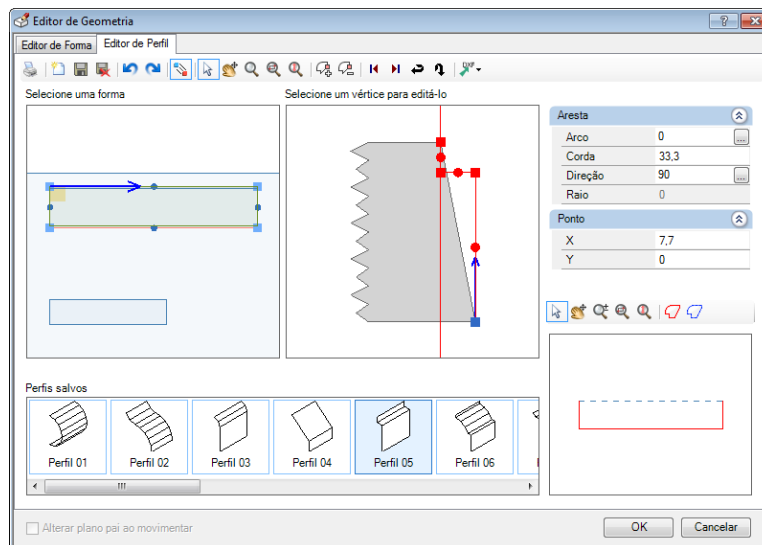 Editor de Geometria
Editor de Forma
Editor de Perfil
DXF
Selecione uma forma
Selecione um vértice para editá-lo
Aresta
Arco 0
Corda 33,3
Direção 90
Raio 0
Ponto
X 7,7
Y 0
Perfis salvos
Perfil 01
Perfil 02
Perfil 03
Perfil 04
Perfil 05
Perfil 06
Alterar plano pai ao movimentar
OK
Cancelar